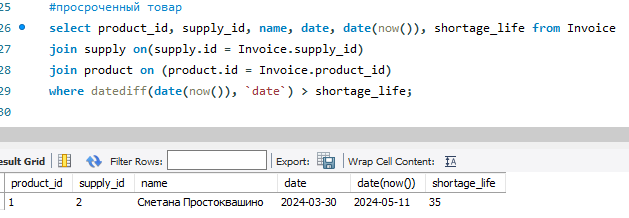 25 #просроченный товар
26 select product_id, supply_id, name, date, date(now()), shortage_life from Invoice
27 join supply on(supply.id = Invoice.supply_id)
28 join product on (product.id = Invoice.product_id)
29 where datediff(date(now()), `date`) > shortage_life;
30
esult Grid Filter Rows: Export: Wrap Cell Content:
product_id supply_id name date date(now()) shortage_life
1 2 Сметана Простоквашино 2024-03-30 2024-05-11 35